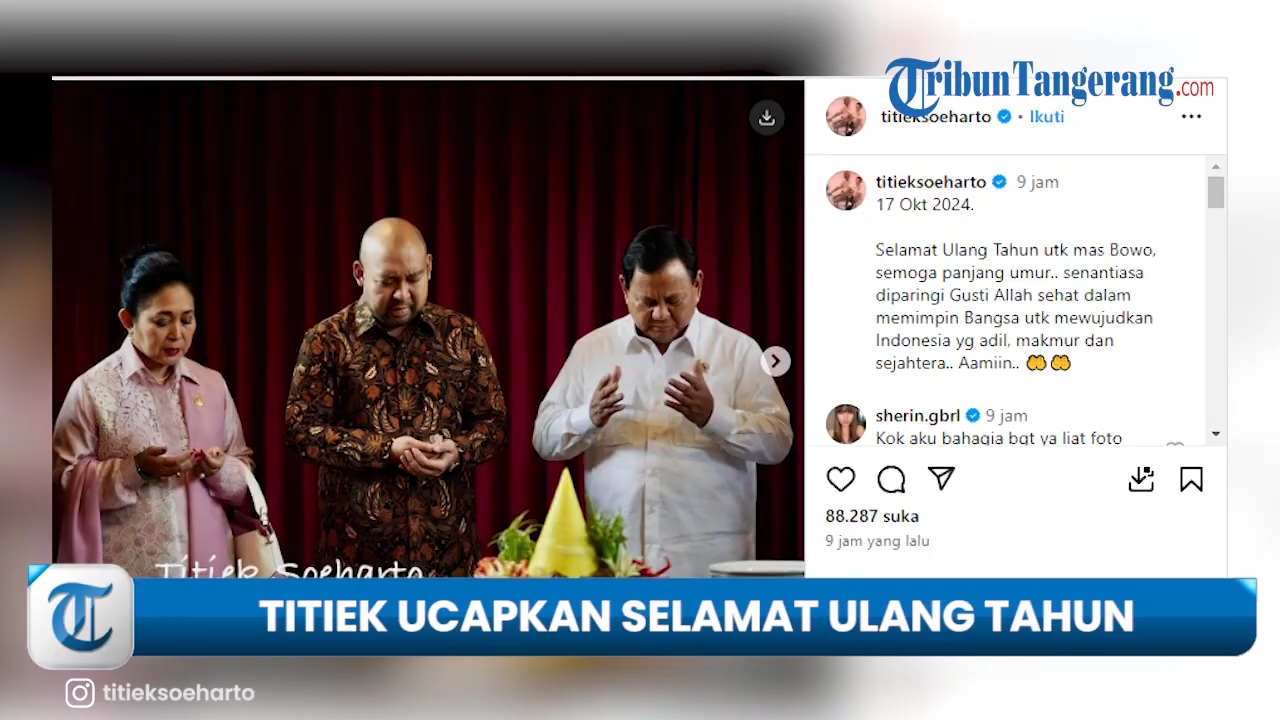 TribunTangerang.com
titieksoeharto • Ikuti
titieksoeharto 9 jam
17 Okt 2024.
Selamat Ulang Tahun utk mas Bowo,
semoga panjang umur.. senantiasa
diparingi Gusti Allah sehat dalam
memimpin Bangsa utk mewujudkan
Indonesia yg adil, makmur dan
sejahtera.. Aamiin.. 🤲🤲
sherin.gbrl 9 jam
Kok aku bahagia bgt ya liat foto
88.287 suka
9 jam yang lalu
Titiek Soeharto
TITIEK UCAPKAN SELAMAT ULANG TAHUN
titieksoeharto